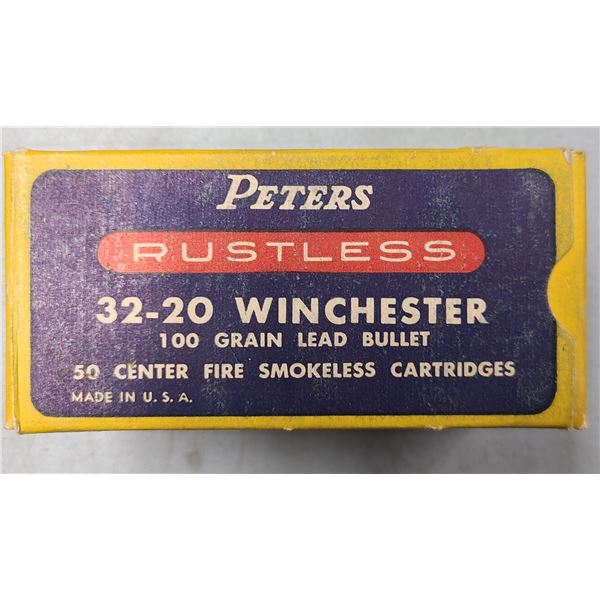 PETERS
RUSTLESS
32-20 WINCHESTER
100 GRAIN LEAD BULLET
50 CENTER FIRE SMOKELESS CARTRIDGES
MADE IN U. S. A.